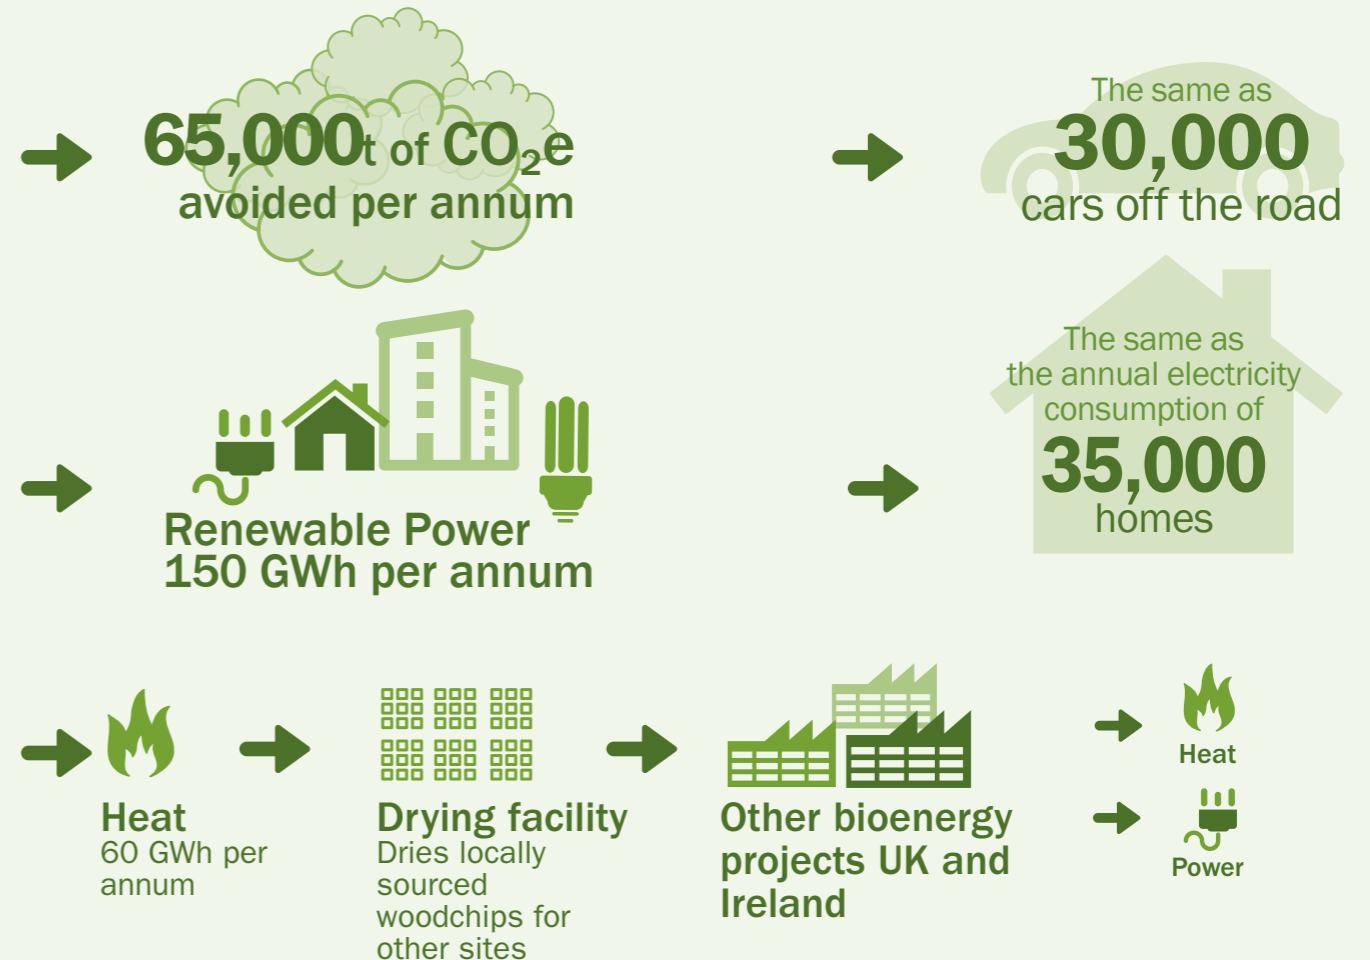 65,000t of CO₂e
avoided per annum
The same as
30,000
cars off the road
Renewable Power
150 GWh per annum
The same as
the annual electricity
consumption of
35,000
homes
Heat
60 GWh per
annum
Drying facility
Dries locally
sourced
woodchips for
other sites
Other bioenergy
projects UK and
Ireland
Heat
Power